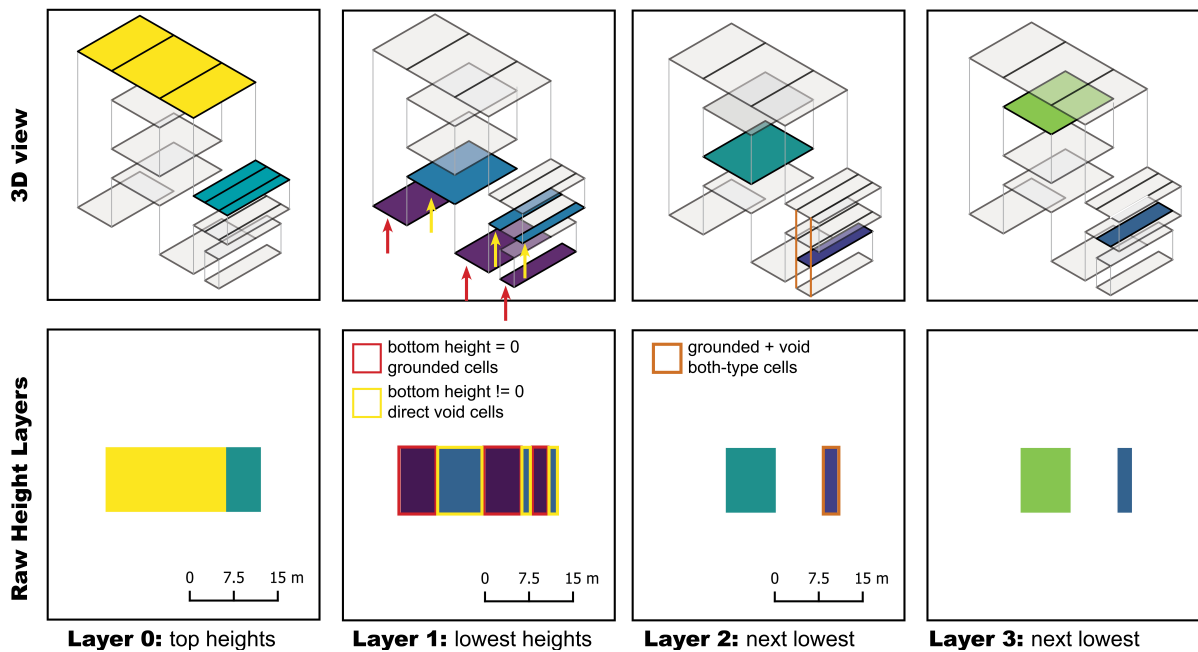 3D view
bottom height = 0
grounded cells
bottom height != 0
direct void cells
grounded + void
both-type cells
Raw Height Layers
0 7.5 15 m
0 7.5 15 m
0 7.5 15 m
Layer 0: top heights
Layer 1: lowest heights
Layer 2: next lowest
Layer 3: next lowest